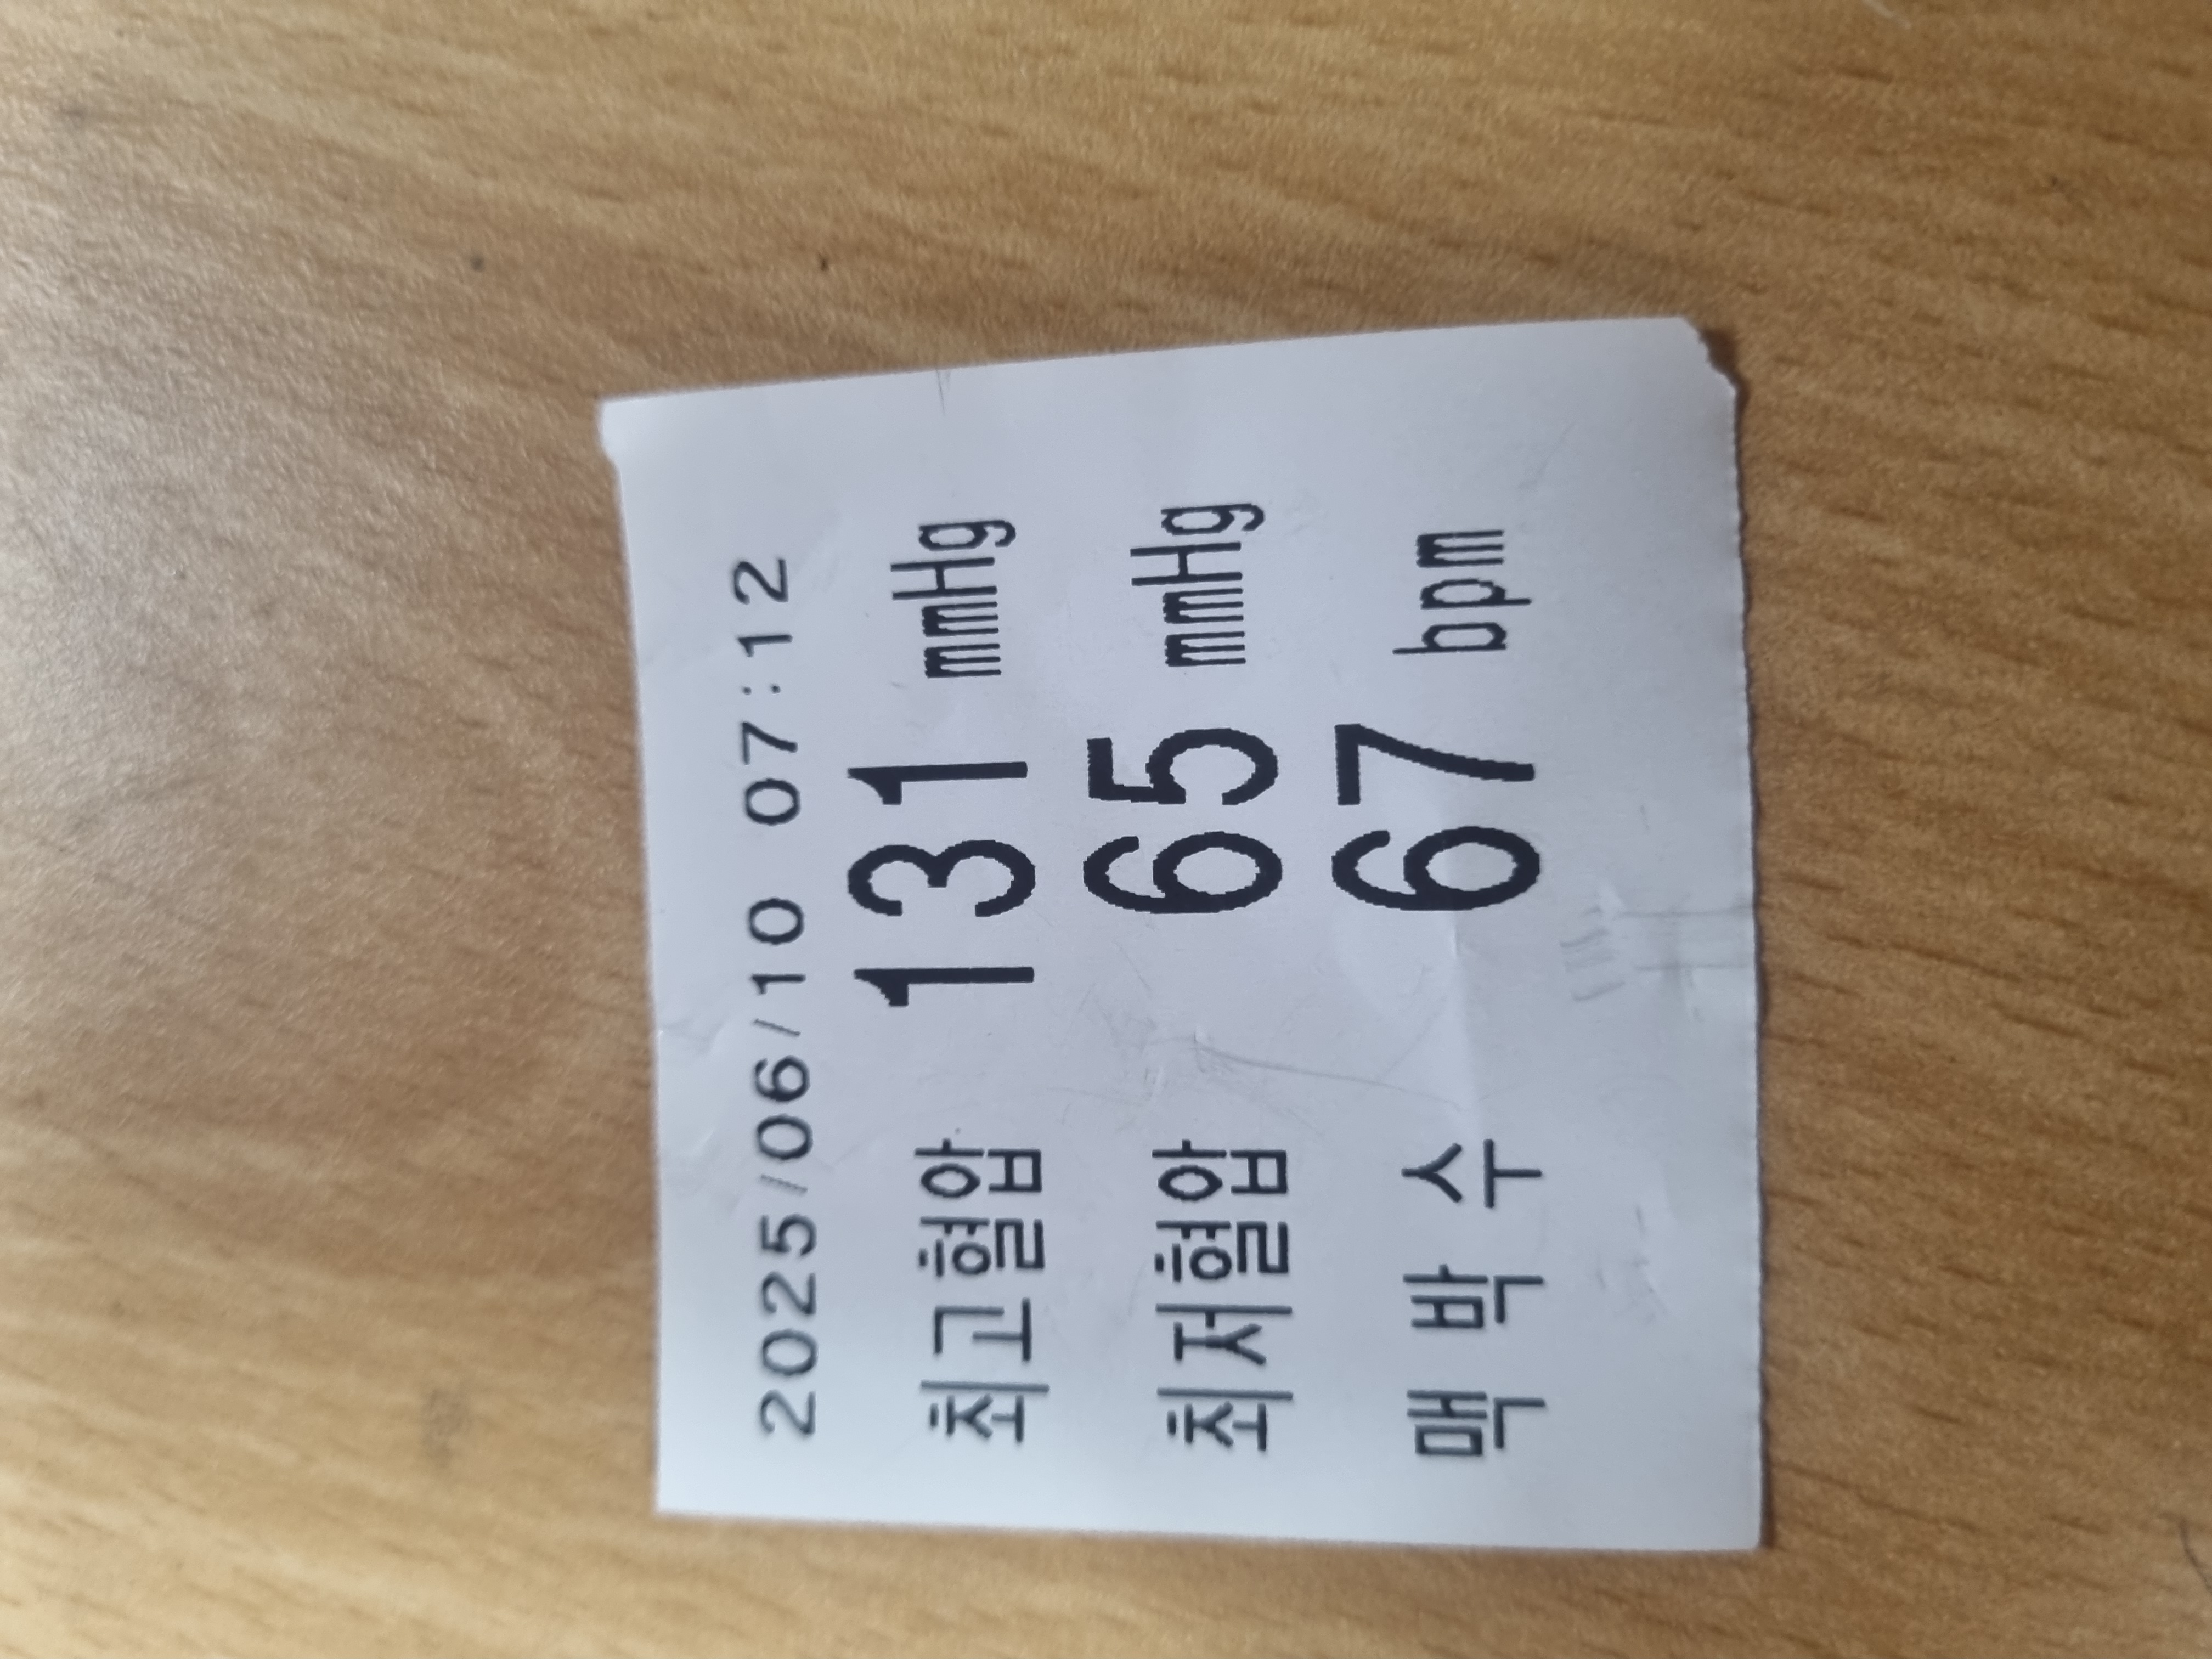 2025/06/10 07:12
최고혈압 131 mmHg
최저혈압 65 mmHg
맥 박 수 67 bpm